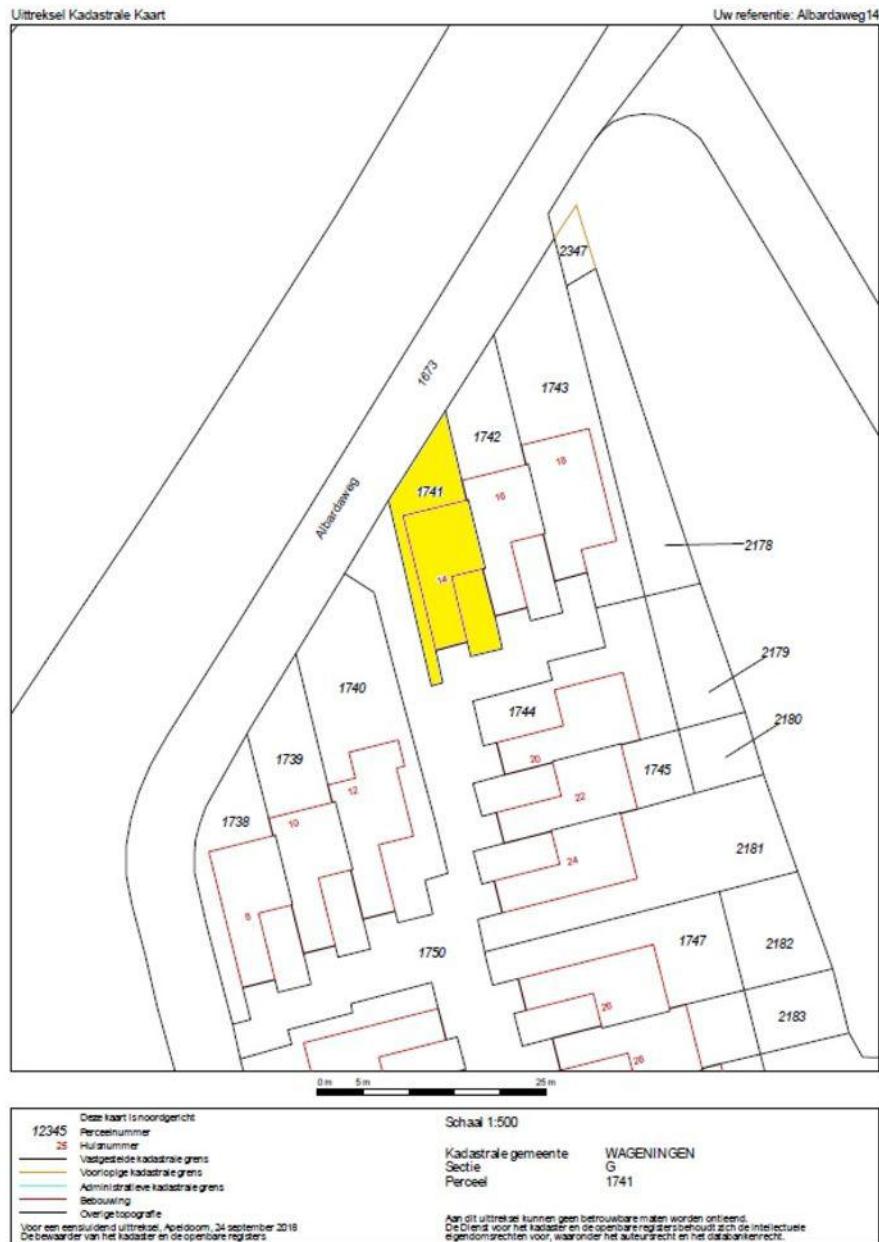 Uittreksel Kadastrale Kaart
Uw referentie: Albardaweg14
2347
1673
1743
1742
18
1741
16
Albardaweg
2178
14
2179
1740
1744
2180
1739
20
1745
12
22
1738
10
2181
24
8
1747
2182
1750
26
2183
28
0 m 5 m 25 m
Deze kaart is noordgericht
12345 Perceelnummer
25 Huisnummer
Vastgestelde kadastrale grens
Voorlopige kadastrale grens
Administratieve kadastrale grens
Bebouwing
Overige topografie
Voor een eensluidend uittreksel, Apeldoorn, 24 september 2018
De bewaarder van het kadaster en de openbare registers
Schaal 1:500
Kadastrale gemeente WAGENINGEN
Sectie G
Perceel 1741
Aan dit uittreksel kunnen geen betrouwbare maten worden ontleend.
De Dienst voor het kadaster en de openbare registers behoudt zich de intellectuele
eigendomsrechten voor, waaronder het auteursrecht en het databankenrecht.